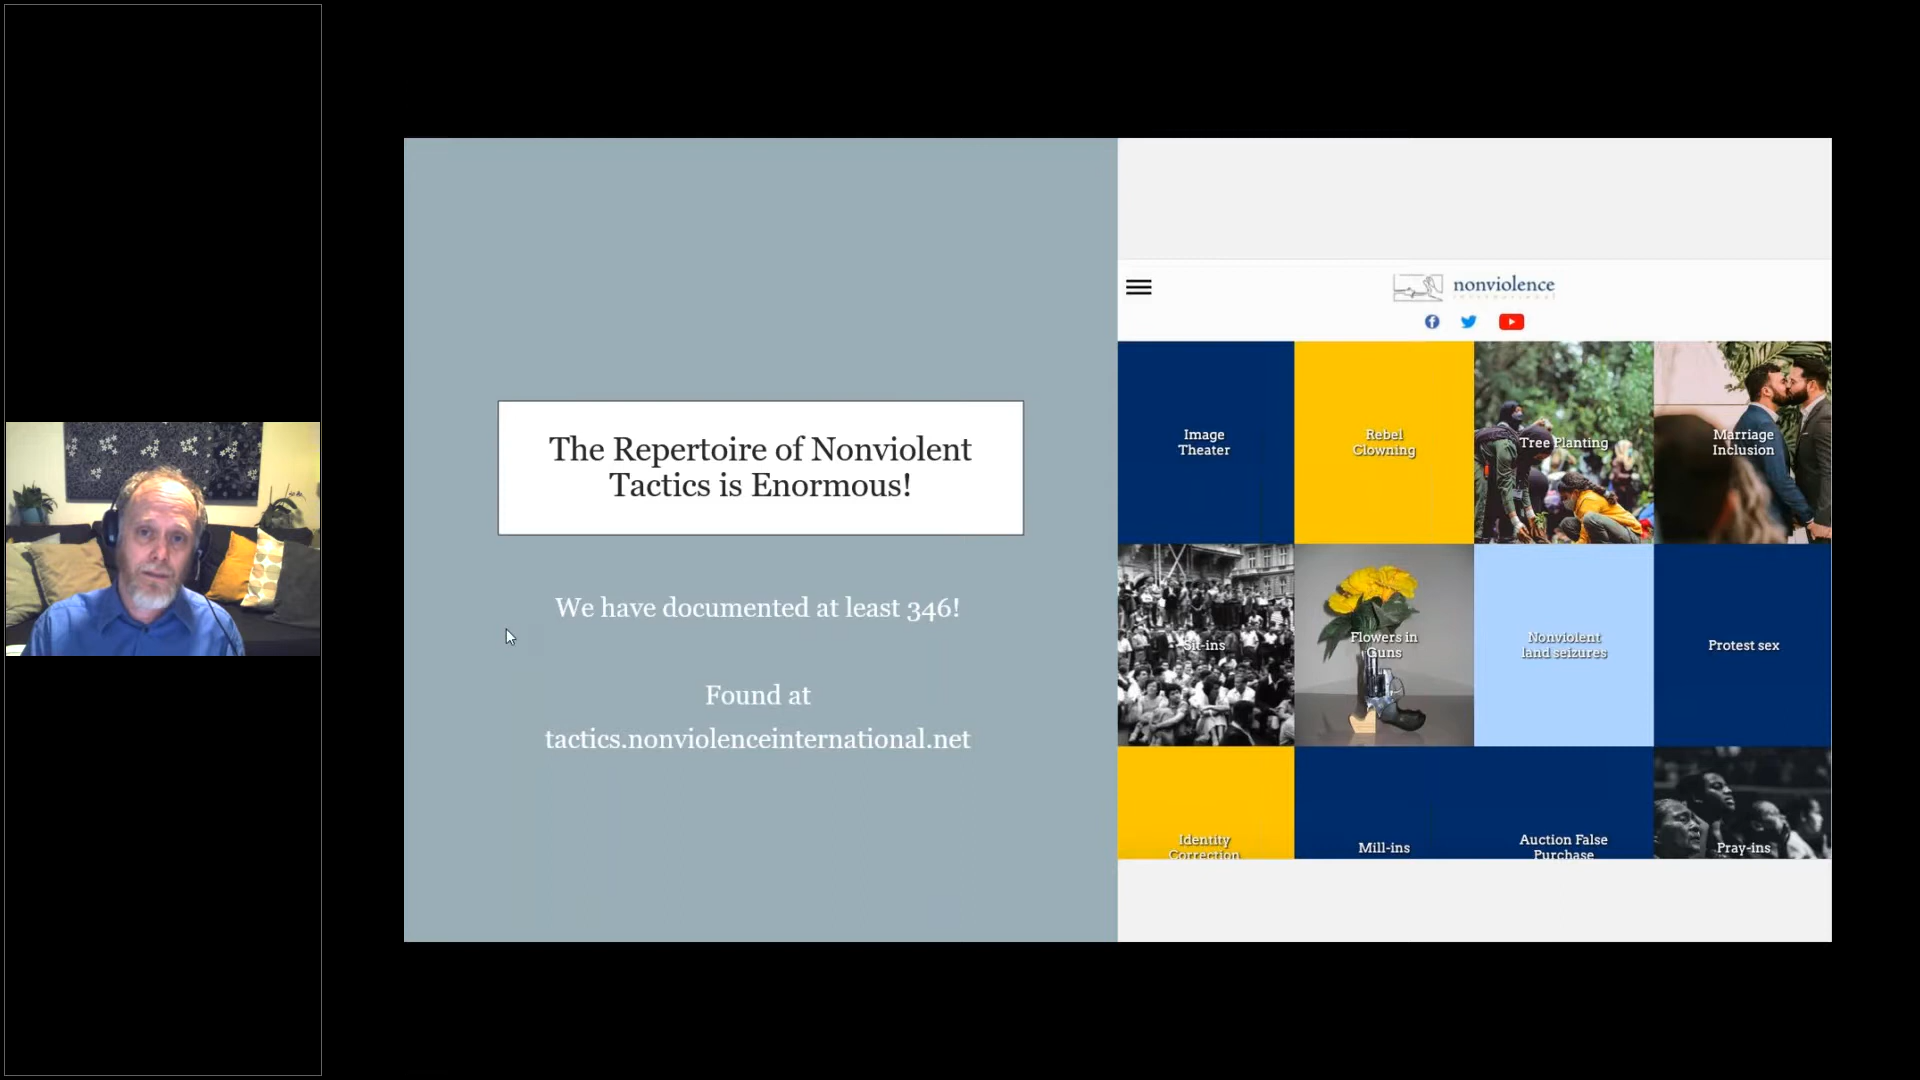 The Repertoire of Nonviolent
Tactics is Enormous!
We have documented at least 346!
Found at
tactics.nonviolenceinternational.net
nonviolence
international
Image
Theater
Rebel
Clowning
Tree Planting
Marriage
Inclusion
Sit-ins
Flowers in
Guns
Nonviolent
land seizures
Protest sex
Identity
Correction
Mill-ins
Auction False
Purchase
Pray-ins